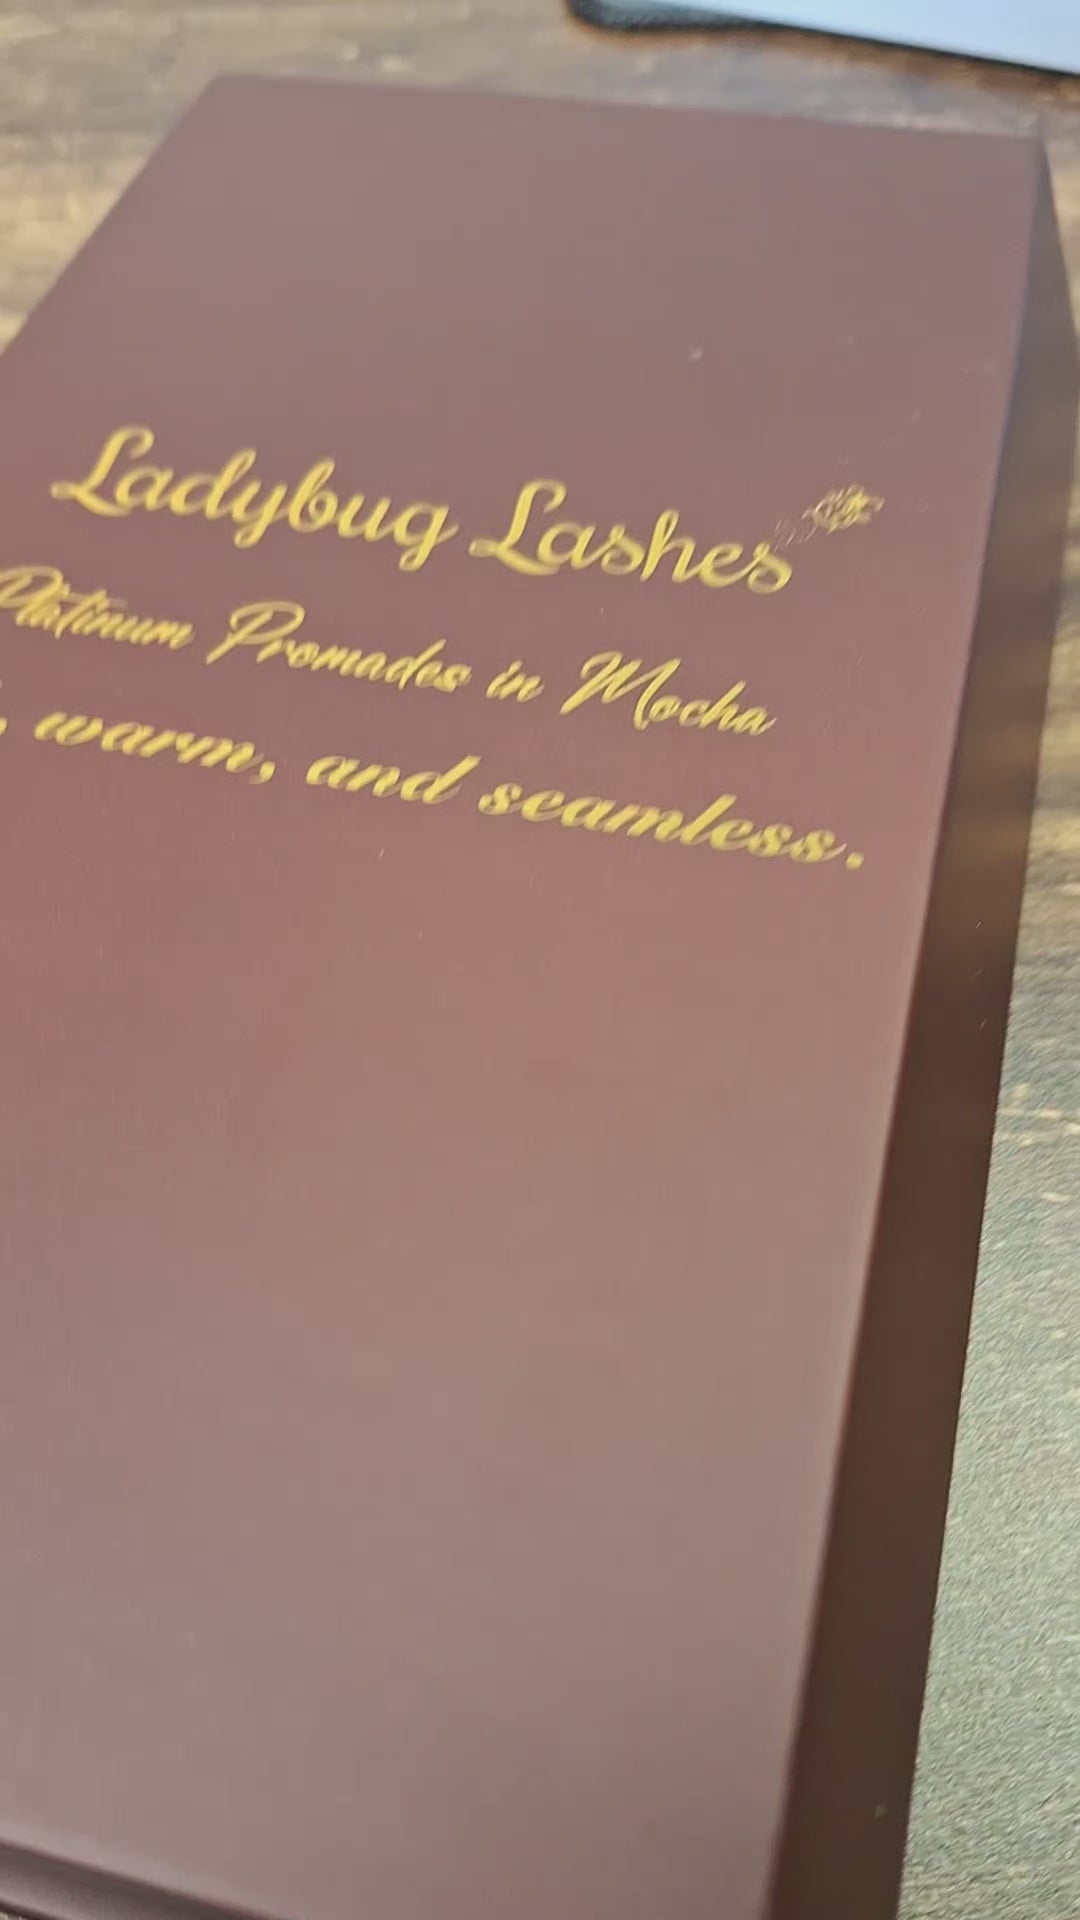 Ladybug Lashes
Platinum Promades in Mocha
, warm, and seamless.